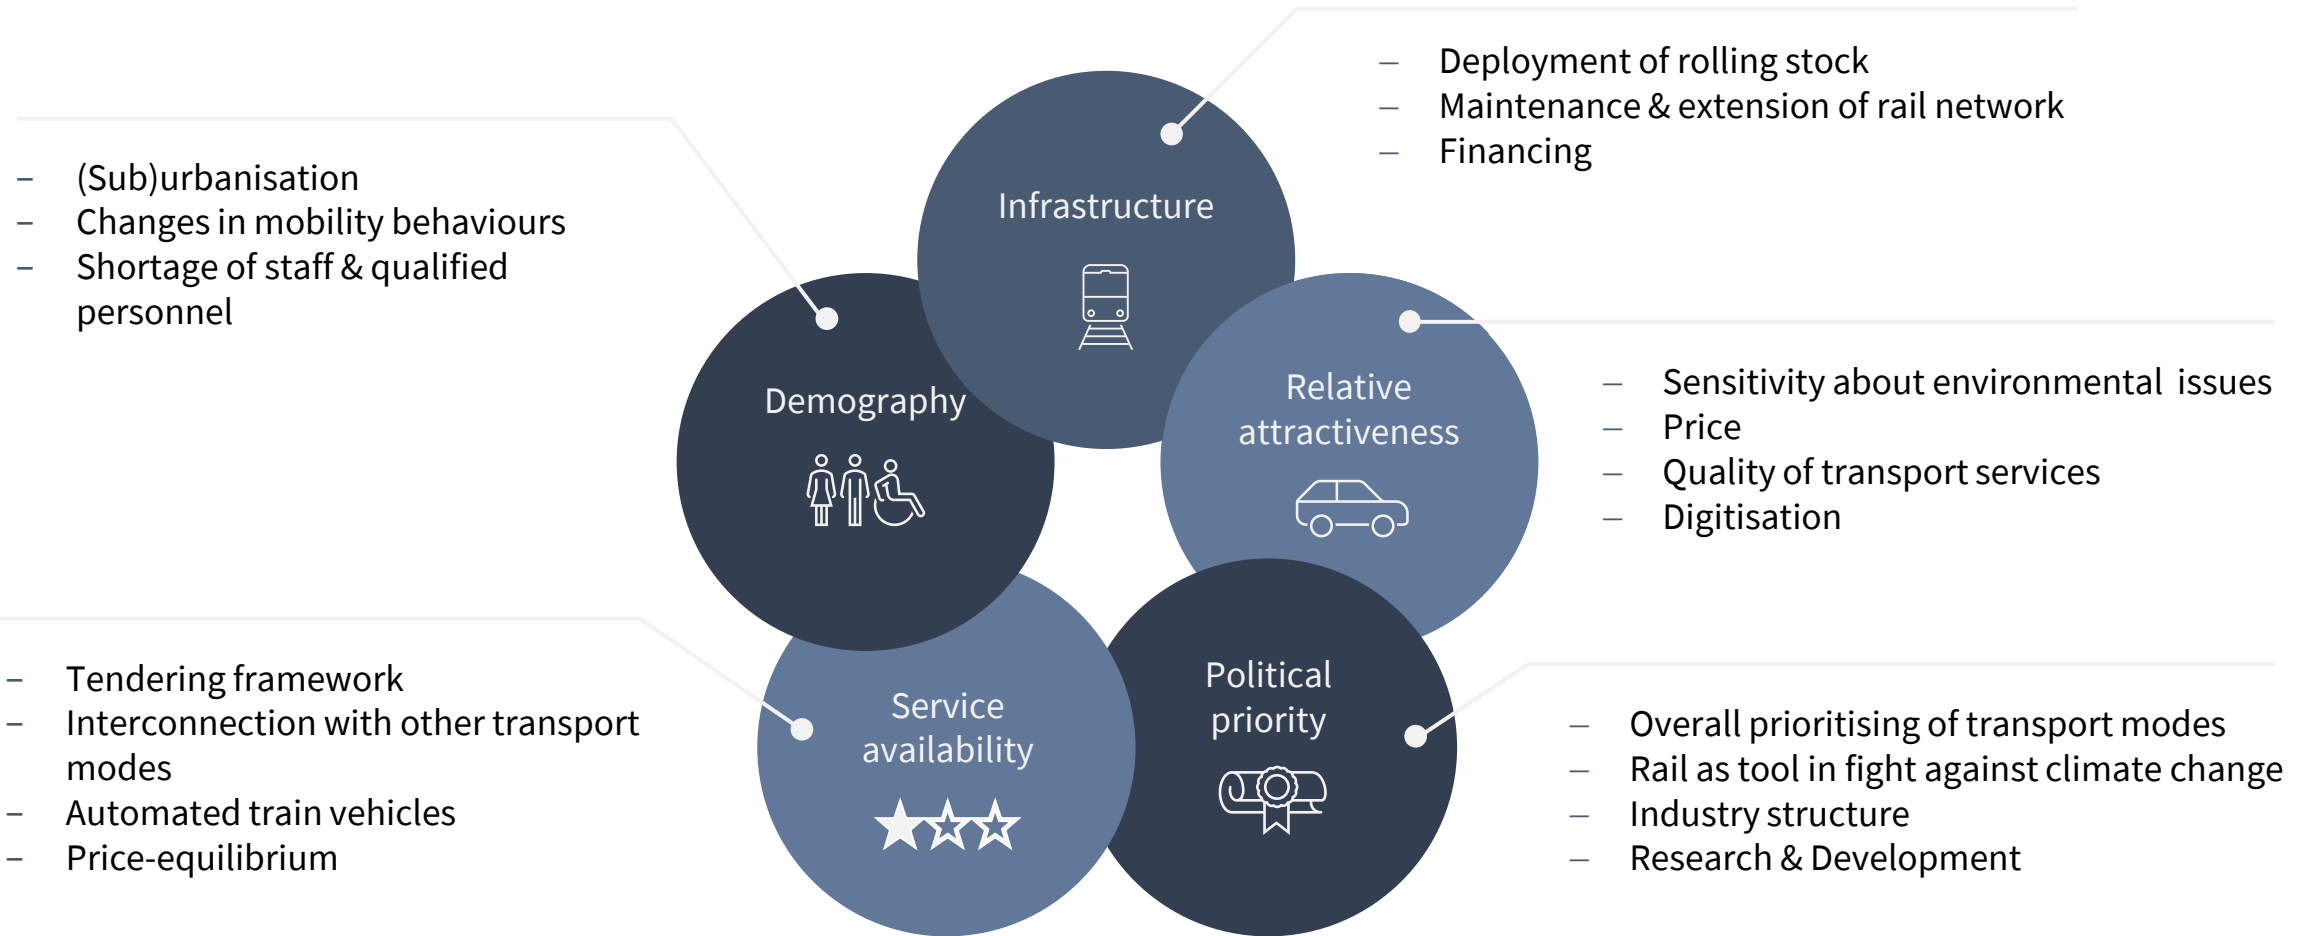 – Deployment of rolling stock
– Maintenance & extension of rail network
– Financing
– (Sub)urbanisation
– Changes in mobility behaviours
– Shortage of staff & qualified
personnel
Infrastructure
Demography
Relative
attractiveness
– Sensitivity about environmental issues
– Price
– Quality of transport services
– Digitisation
– Tendering framework
– Interconnection with other transport
modes
– Automated train vehicles
– Price-equilibrium
Service
availability
Political
priority
– Overall prioritising of transport modes
– Rail as tool in fight against climate change
– Industry structure
– Research & Development